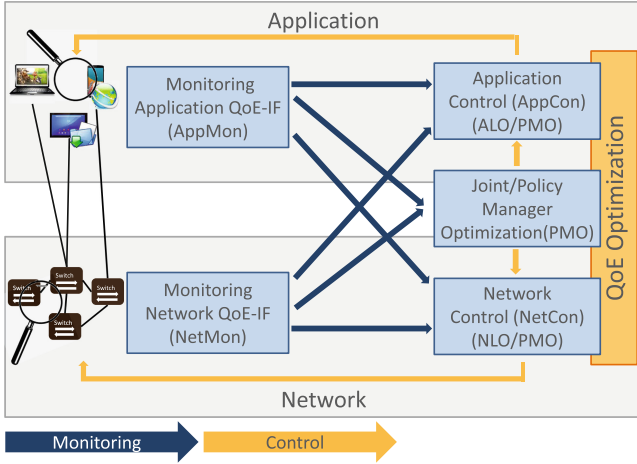 Application
Monitoring
Application QoE-IF
(AppMon)
Application
Control (AppCon)
(ALO/PMO)
Joint/Policy
Manager
Optimization(PMO)
QoE Optimization
Switch
Switch
Switch
Switch
Monitoring
Network QoE-IF
(NetMon)
Network
Control (NetCon)
(NLO/PMO)
Network
Monitoring
Control